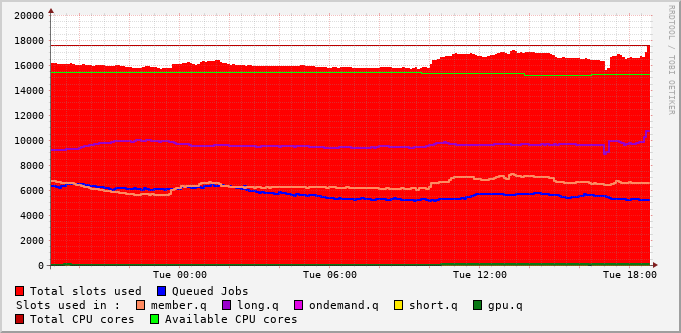 20000
18000
16000
14000
12000
10000
8000
6000
4000
2000
0
Tue 00:00 Tue 06:00 Tue 12:00 Tue 18:00
RRDTOOL / TOBI OETIKER
Total slots used Queued Jobs
Slots used in : member.q long.q ondemand.q short.q gpu.q
Total CPU cores Available CPU cores